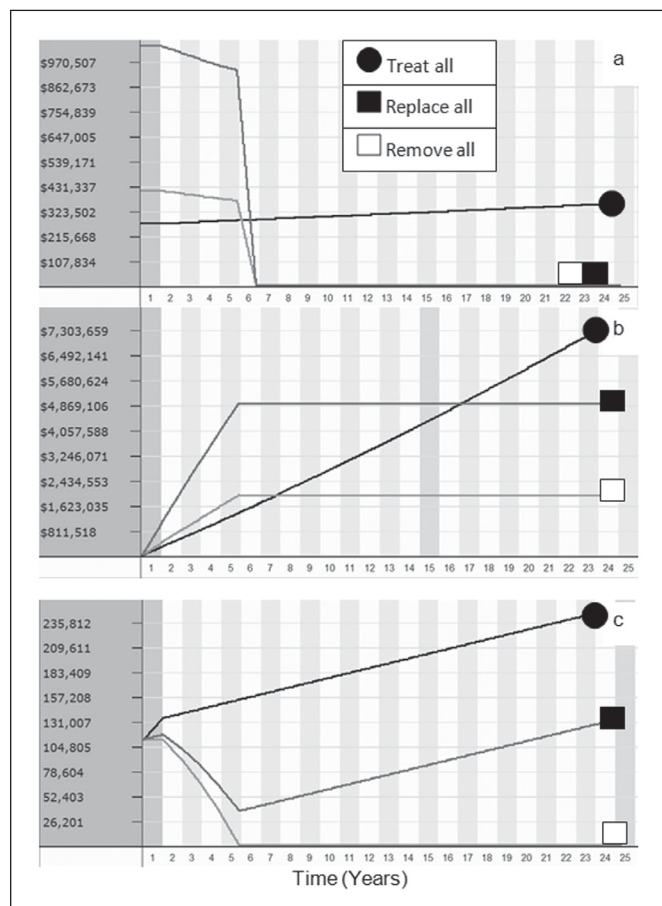 $970,507
$862,673
$754,839
$647,005
$539,171
$431,337
$323,502
$215,668
$107,834
a
Treat all
Replace all
Remove all
1 2 3 4 5 6 7 8 9 10 11 12 13 14 15 16 17 18 19 20 21 22 23 24 25
b
$7,303,659
$6,492,141
$5,680,624
$4,869,106
$4,057,588
$3,246,071
$2,434,553
$1,623,035
$811,518
1 2 3 4 5 6 7 8 9 10 11 12 13 14 15 16 17 18 19 20 21 22 23 24 25
c
235,812
209,611
183,409
157,208
131,007
104,805
78,604
52,403
26,201
1 2 3 4 5 6 7 8 9 10 11 12 13 14 15 16 17 18 19 20 21 22 23 24 25
Time (Years)